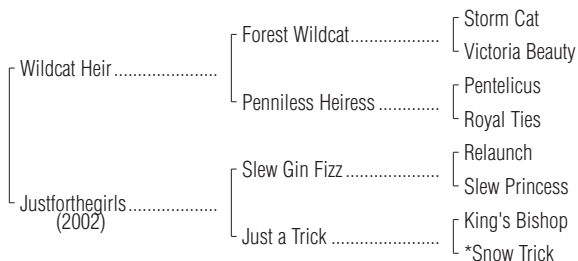 Storm Cat
Forest Wildcat....................
Victoria Beauty
Wildcat Heir.......................
Pentelicus
Penniless Heiress .............
Royal Ties
Relaunch
Slew Gin Fizz .....................
Slew Princess
Justforthegirls....................
(2002)
King's Bishop
Just a Trick ........................
*Snow Trick